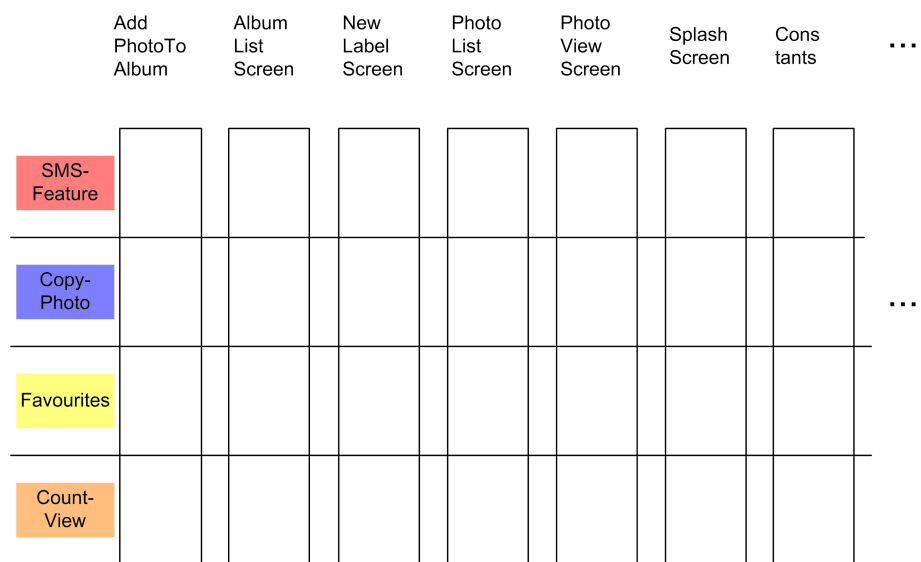 Add
PhotoTo
Album
Album
List
Screen
New
Label
Screen
Photo
List
Screen
Photo
View
Screen
Splash
Screen
Cons
tants
...
SMS-
Feature
Copy-
Photo
...
Favourites
Count-
View